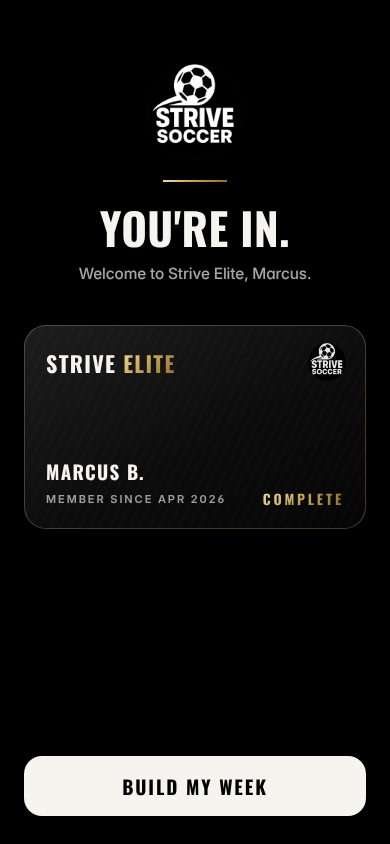 STRIVE
SOCCER
YOU'RE IN.
Welcome to Strive Elite, Marcus.
STRIVE ELITE
STRIVE
SOCCER
MARCUS B.
MEMBER SINCE APR 2026
COMPLETE
BUILD MY WEEK